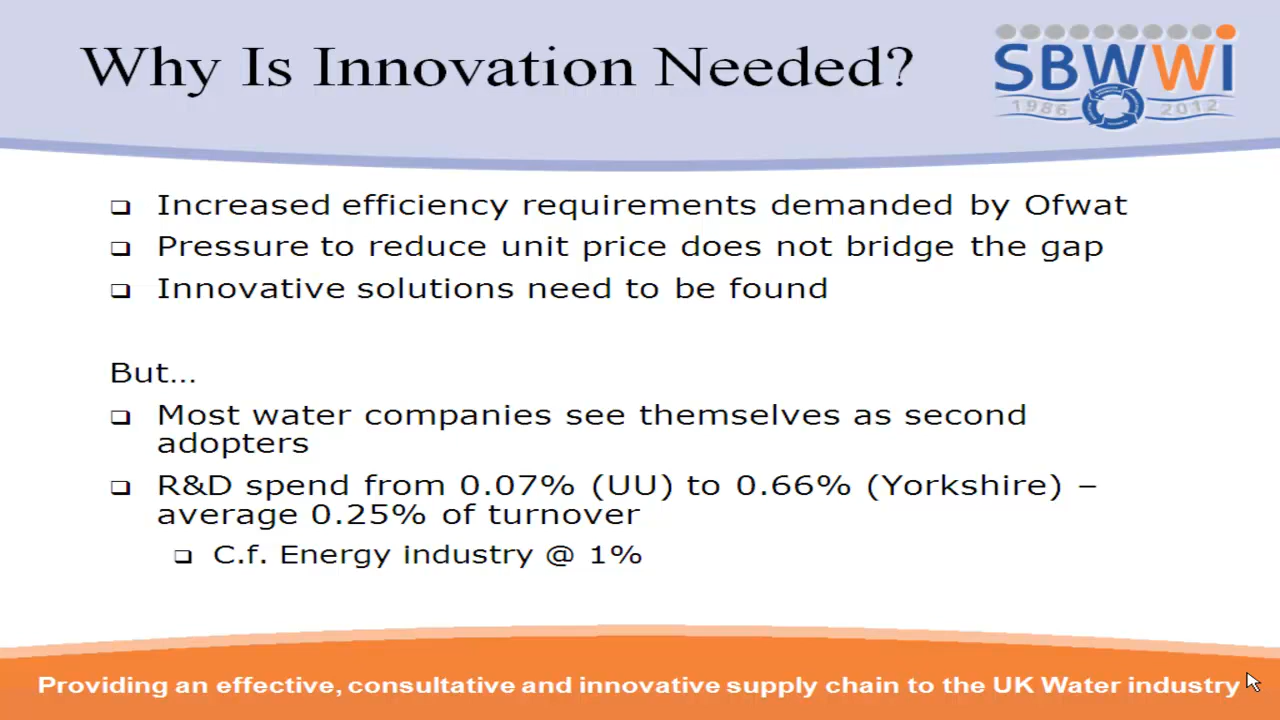 Why Is Innovation Needed?
SBWWi
1986 2012
Increased efficiency requirements demanded by Ofwat
Pressure to reduce unit price does not bridge the gap
Innovative solutions need to be found
But...
Most water companies see themselves as second
adopters
R&D spend from 0.07% (UU) to 0.66% (Yorkshire) –
average 0.25% of turnover
C.f. Energy industry @ 1%
Providing an effective, consultative and innovative supply chain to the UK Water industry